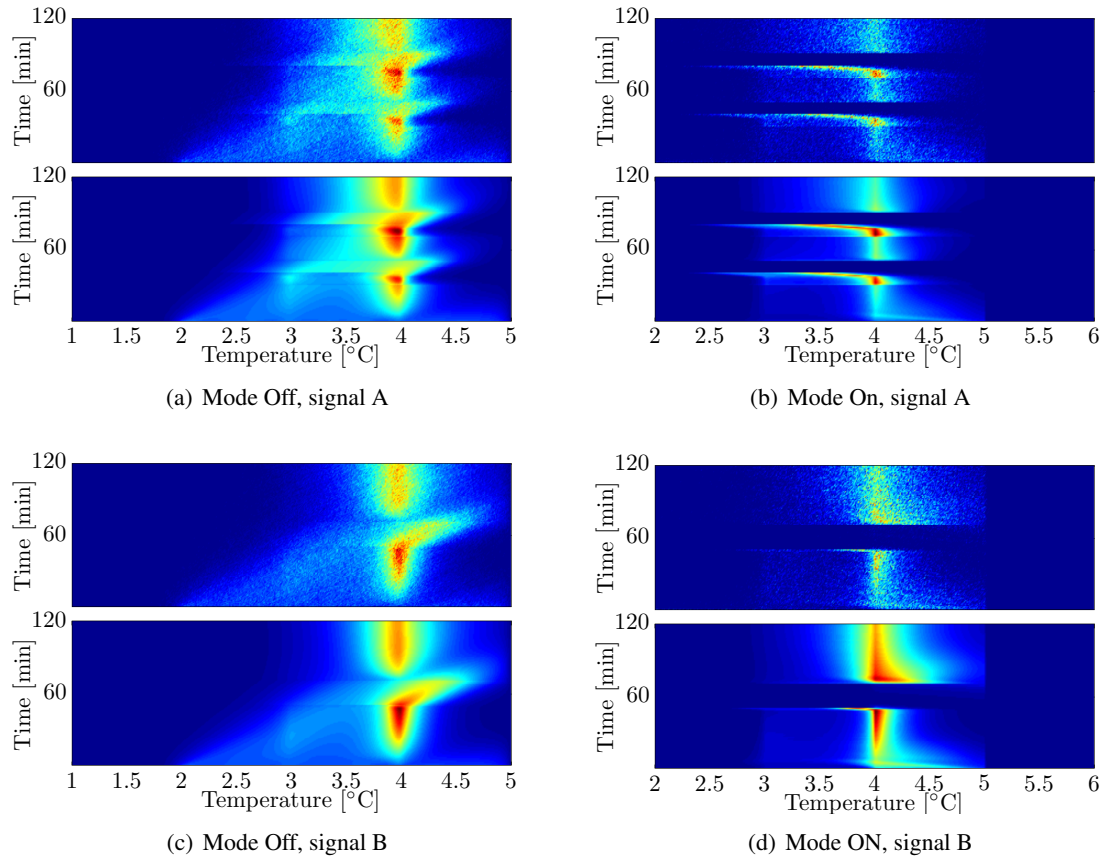 120
Time [min]
60
120
Time [min]
60
1 1.5 2 2.5 3 3.5 4 4.5 5
Temperature [°C]
(a) Mode Off, signal A
120
Time [min]
60
120
Time [min]
60
2 2.5 3 3.5 4 4.5 5 5.5 6
Temperature [°C]
(b) Mode On, signal A
120
Time [min]
60
120
Time [min]
60
1 1.5 2 2.5 3 3.5 4 4.5 5
Temperature [°C]
(c) Mode Off, signal B
120
Time [min]
60
120
Time [min]
60
2 2.5 3 3.5 4 4.5 5 5.5 6
Temperature [°C]
(d) Mode ON, signal B